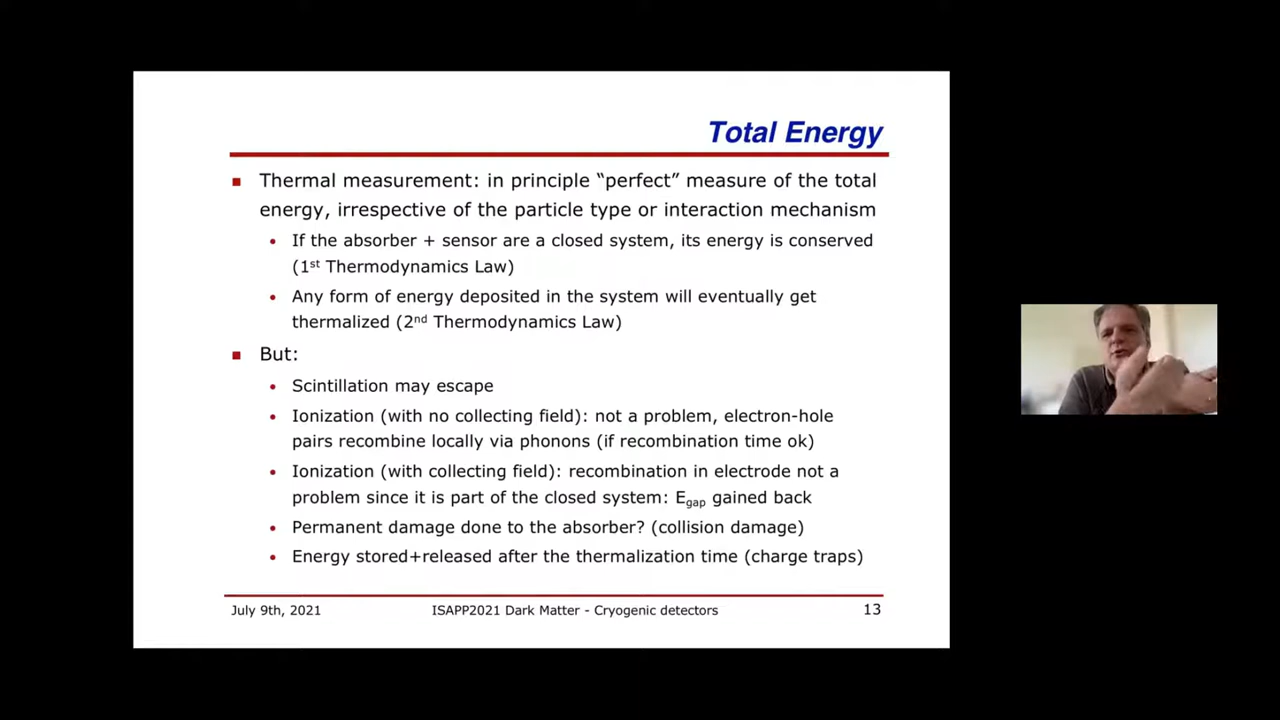 Total Energy
Thermal measurement: in principle “perfect” measure of the total
energy, irrespective of the particle type or interaction mechanism
If the absorber + sensor are a closed system, its energy is conserved
(1st Thermodynamics Law)
Any form of energy deposited in the system will eventually get
thermalized (2nd Thermodynamics Law)
But:
Scintillation may escape
Ionization (with no collecting field): not a problem, electron-hole
pairs recombine locally via phonons (if recombination time ok)
Ionization (with collecting field): recombination in electrode not a
problem since it is part of the closed system: Egap gained back
Permanent damage done to the absorber? (collision damage)
Energy stored+released after the thermalization time (charge traps)
July 9th, 2021 ISAPP2021 Dark Matter - Cryogenic detectors 13